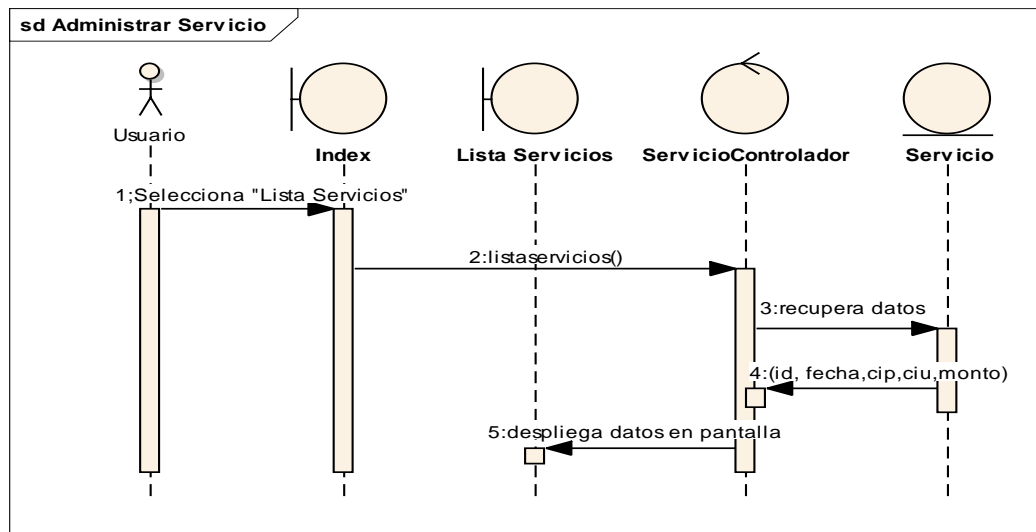 sd Administrar Servicio
Usuario
Index
Lista Servicios
ServicioControlador
Servicio
1;Selecciona "Lista Servicios"
2:listaservicios()
3:recupera datos
4:(id, fecha,cip,ciu,monto)
5:despliega datos en pantalla